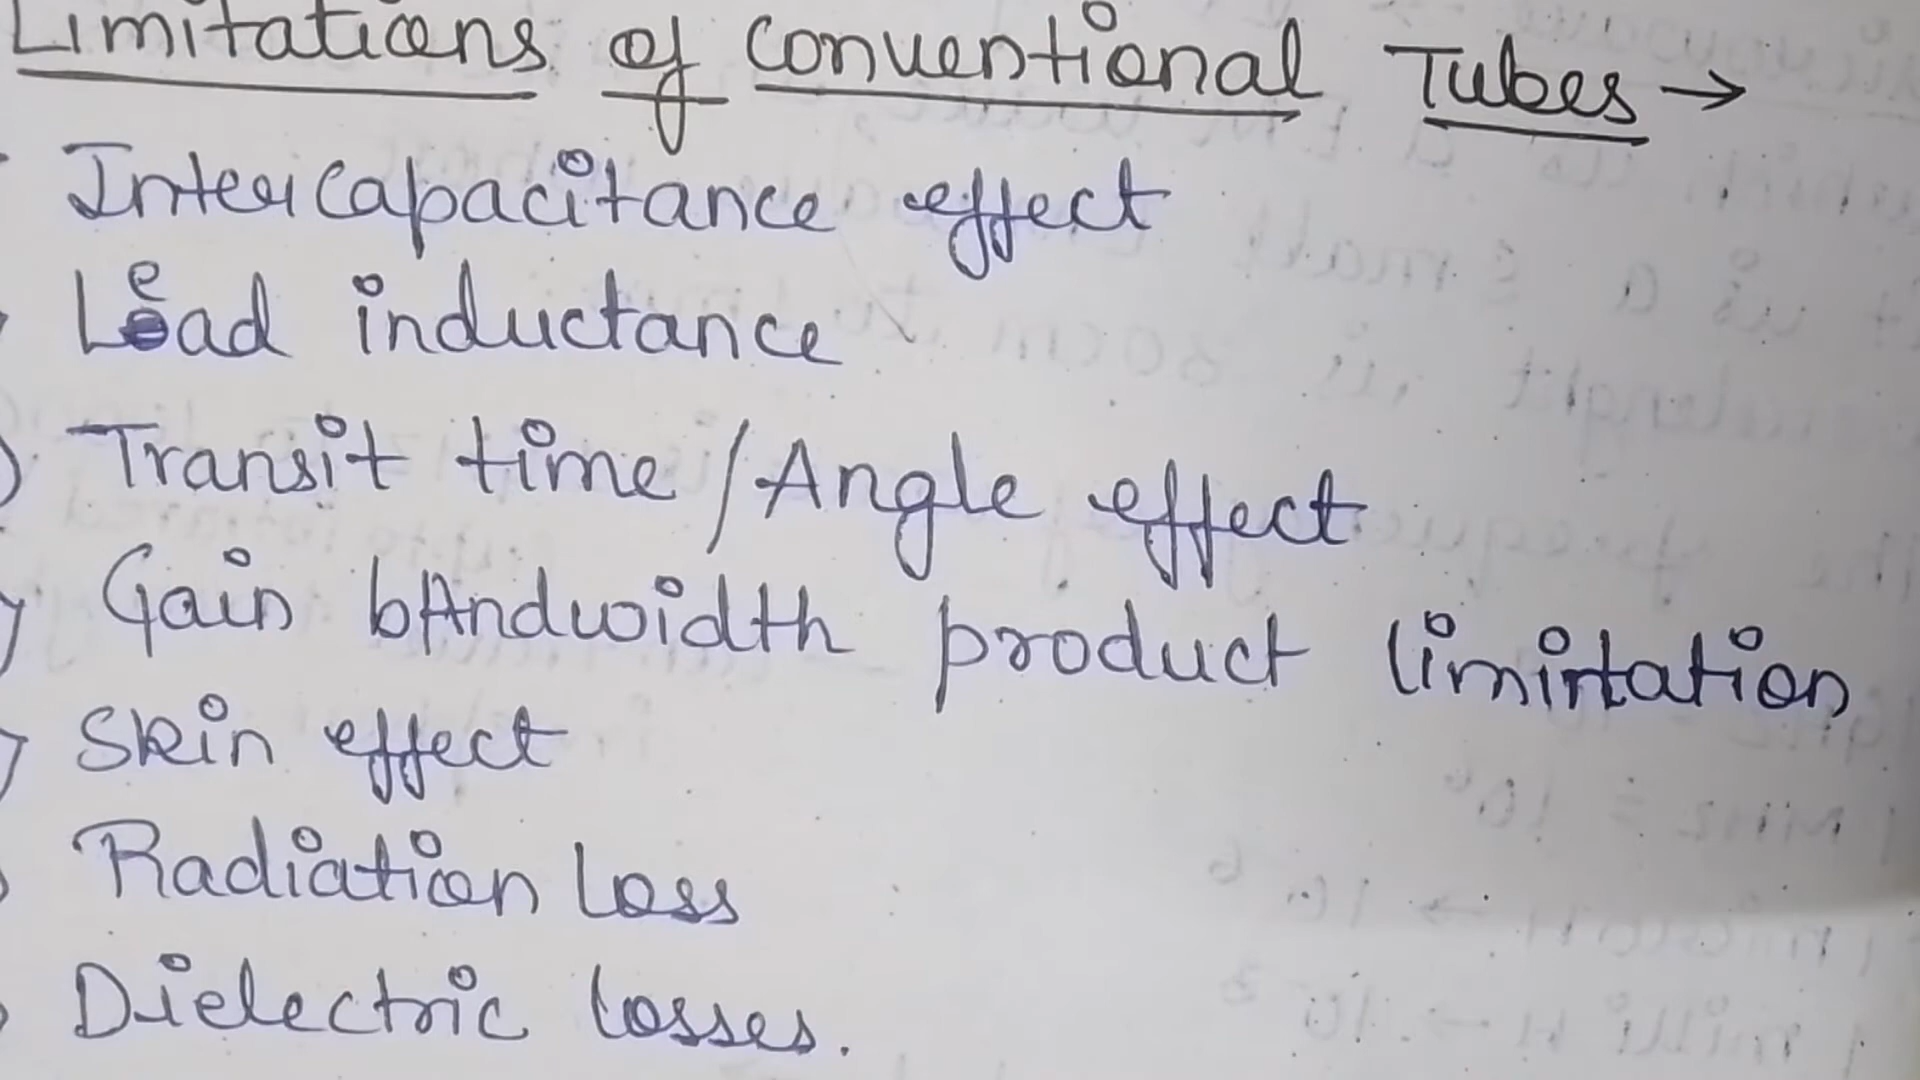 Limitations of conventional Tubes →
Intercapacitance effect
Lead inductance
Transit time / Angle effect
Gain bAndwidth product limirtation
Skin effect
Radiation Loss
Dielectric losses.